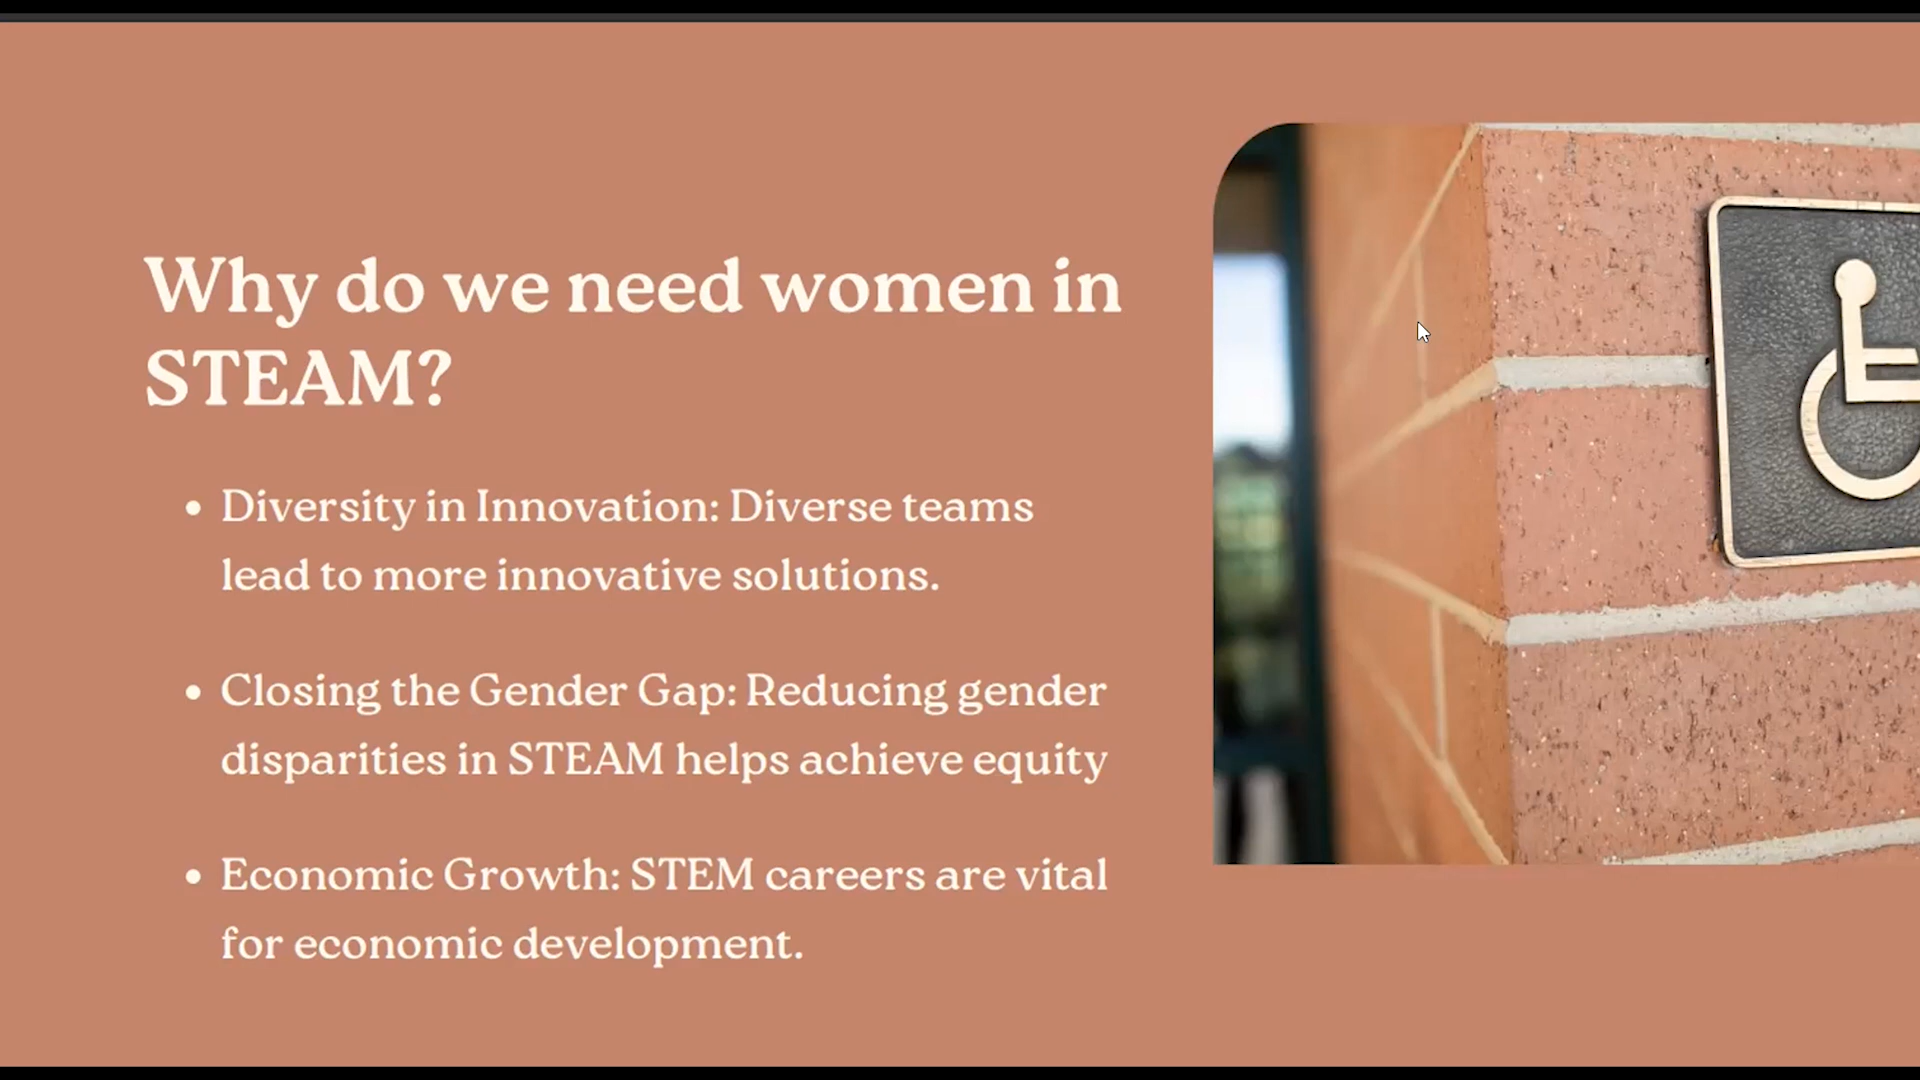 Why do we need women in
STEAM?
• Diversity in Innovation: Diverse teams
lead to more innovative solutions.
• Closing the Gender Gap: Reducing gender
disparities in STEAM helps achieve equity
• Economic Growth: STEM careers are vital
for economic development.